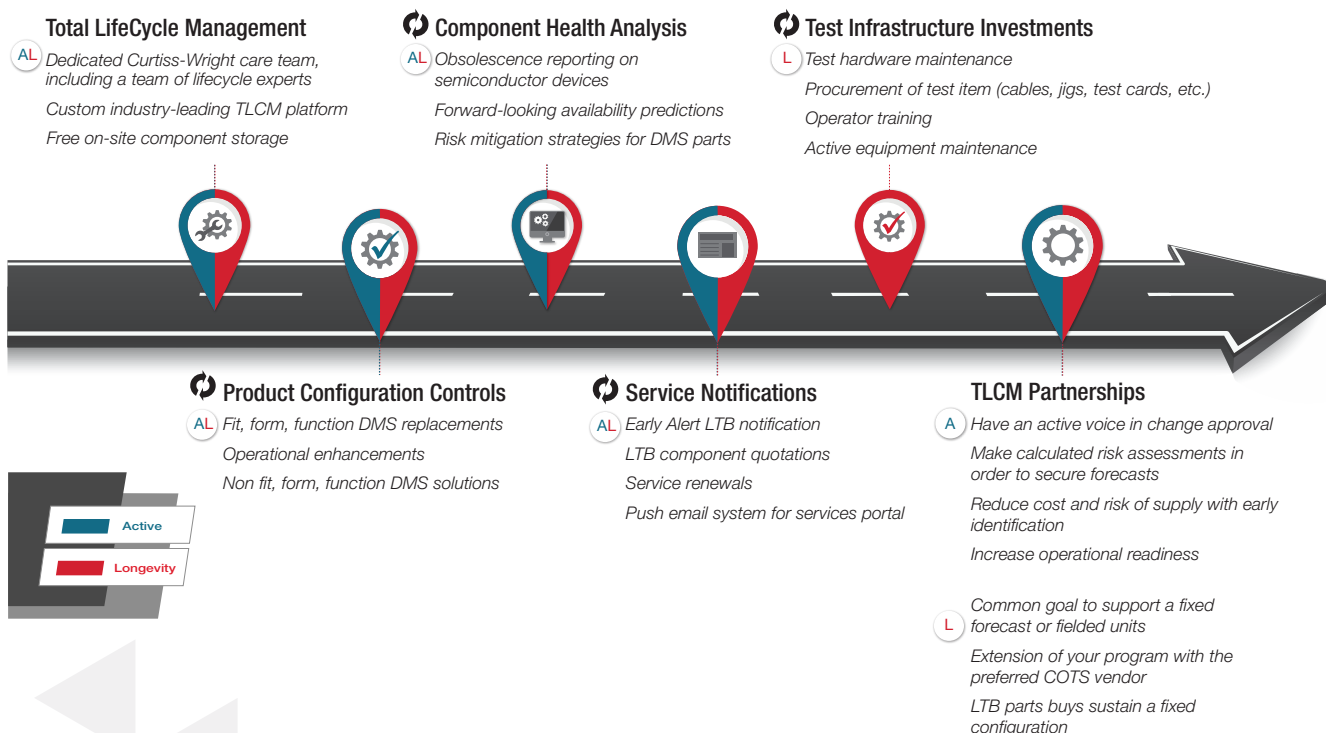 Total LifeCycle Management
AL
Dedicated Curtiss-Wright care team,
including a team of lifecycle experts
Custom industry-leading TLCM platform
Free on-site component storage
Component Health Analysis
AL
Obsolescence reporting on
semiconductor devices
Forward-looking availability predictions
Risk mitigation strategies for DMS parts
Test Infrastructure Investments
L
Test hardware maintenance
Procurement of test item (cables, jigs, test cards, etc.)
Operator training
Active equipment maintenance
Product Configuration Controls
AL
Fit, form, function DMS replacements
Operational enhancements
Non fit, form, function DMS solutions
Service Notifications
AL
Early Alert LTB notification
LTB component quotations
Service renewals
Push email system for services portal
TLCM Partnerships
A
Have an active voice in change approval
Make calculated risk assessments in
order to secure forecasts
Reduce cost and risk of supply with early
identification
Increase operational readiness
L
Common goal to support a fixed
forecast or fielded units
Extension of your program with the
preferred COTS vendor
LTB parts buys sustain a fixed
configuration
Active
Longevity